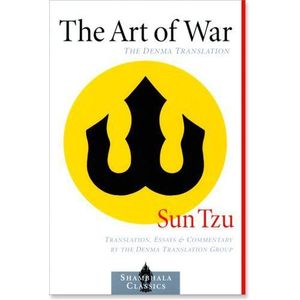 The Art of War
THE DENMA TRANSLATION
Sun Tzu
TRANSLATION, ESSAYS & COMMENTARY
BY THE DENMA TRANSLATION GROUP
SHAMBHALA
CLASSICS